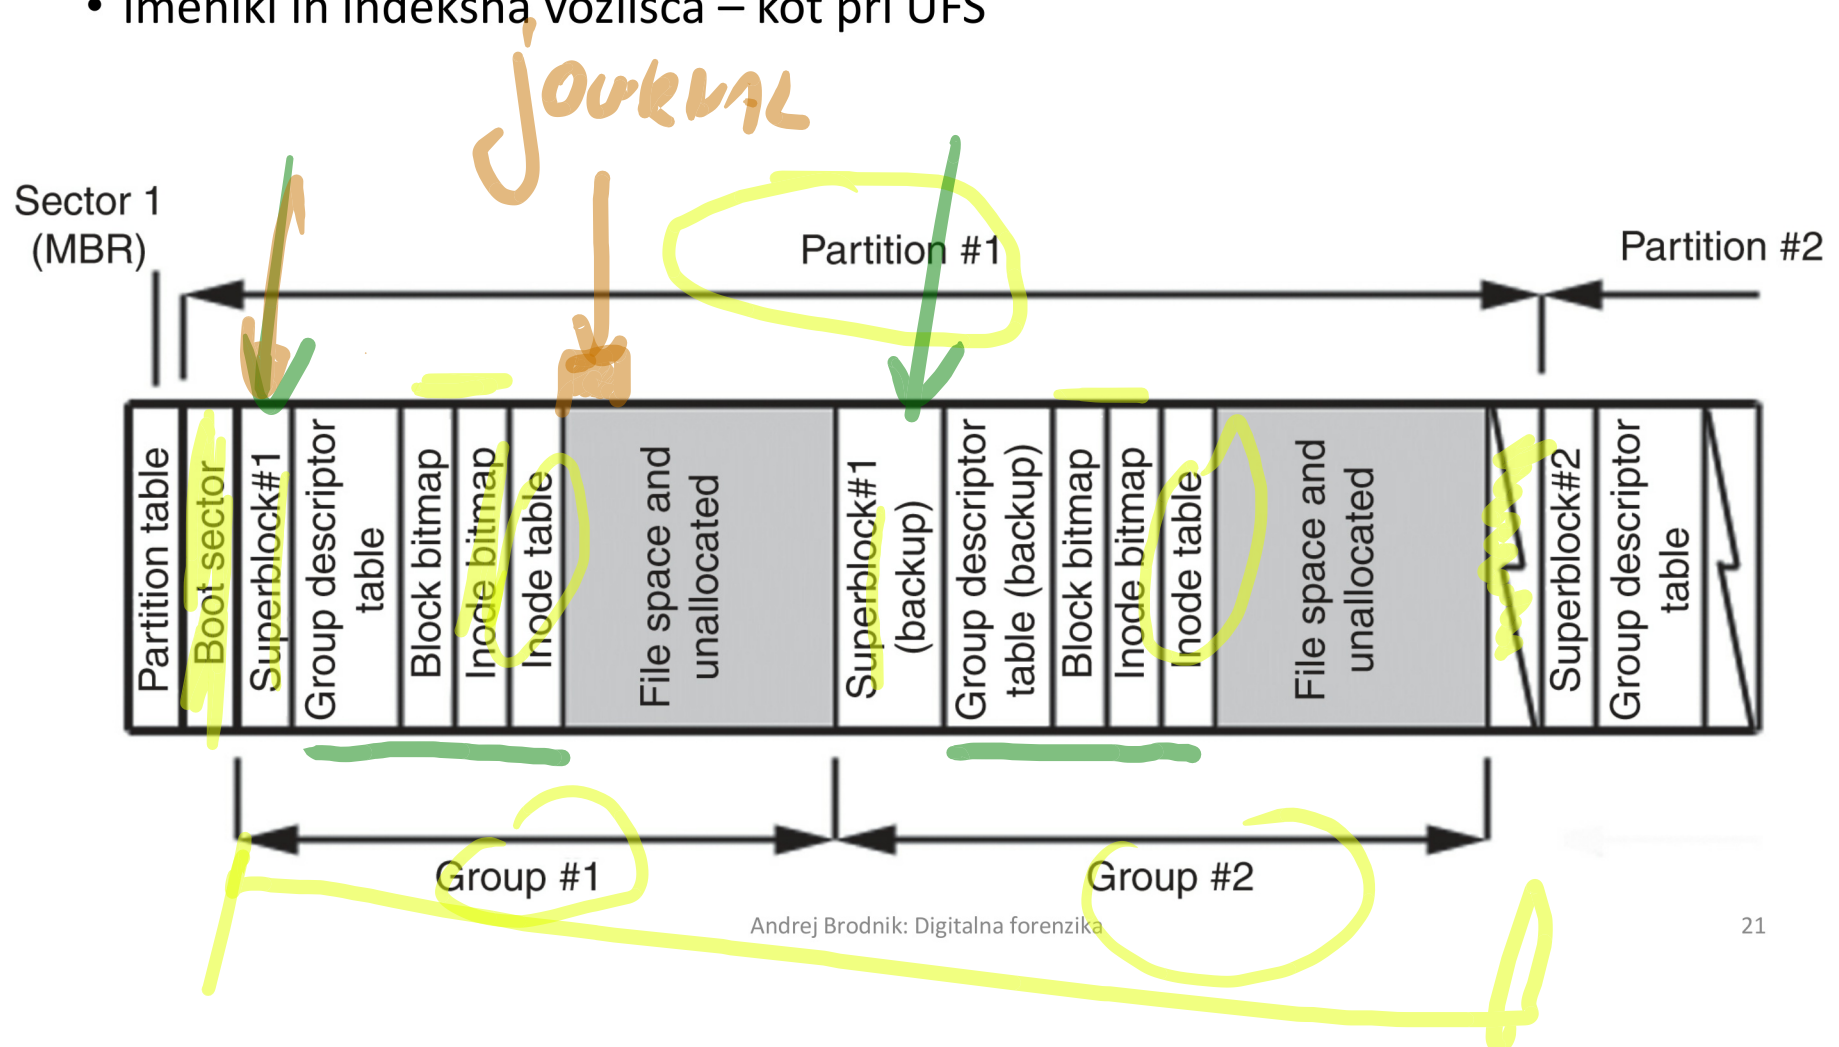 • Imeniki in indeksna vozlišča – kot pri UFS
journal
Sector 1
(MBR)
Partition #1
Partition #2
Partition table
Boot sector
Superblock#1
Group descriptor
table
Block bitmap
Inode bitmap
Inode table
File space and
unallocated
Superblock#1
(backup)
Group descriptor
table (backup)
Block bitmap
Inode bitmap
Inode table
File space and
unallocated
Superblock#2
Group descriptor
table
Group #1
Group #2
Andrej Brodnik: Digitalna forenzika
21